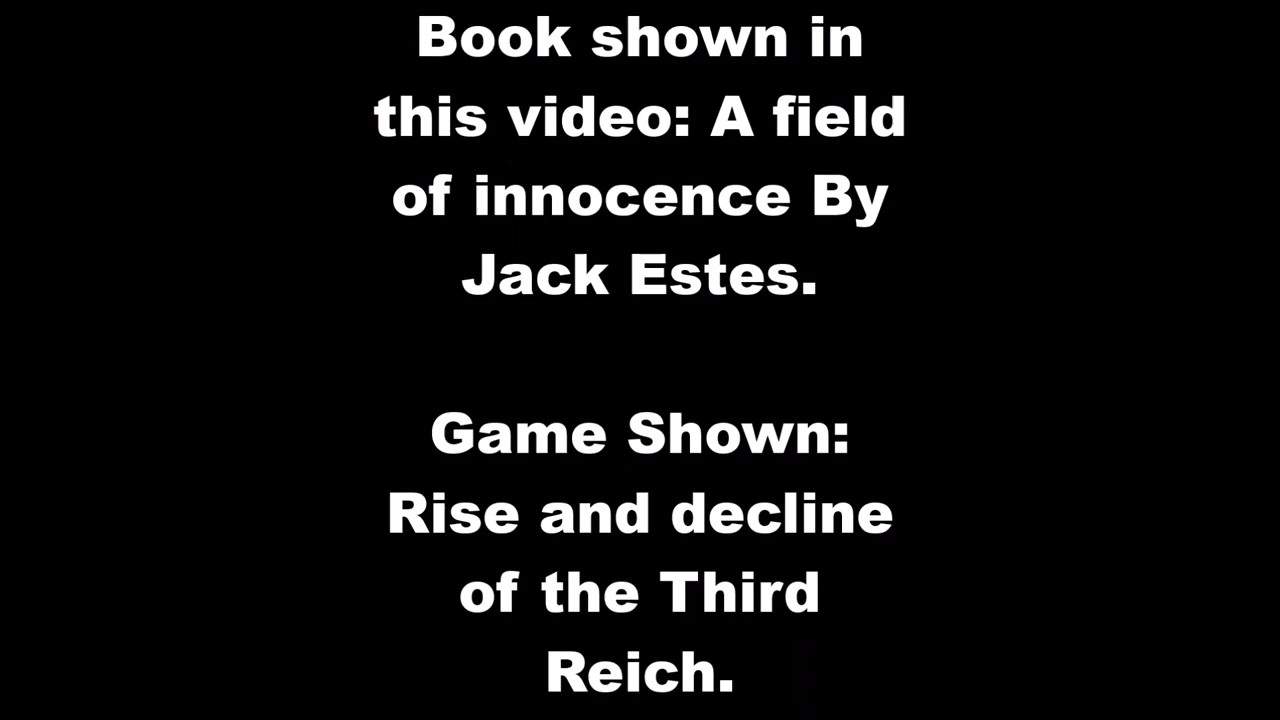 Book shown in
this video: A field
of innocence By
Jack Estes.
Game Shown:
Rise and decline
of the Third
Reich.